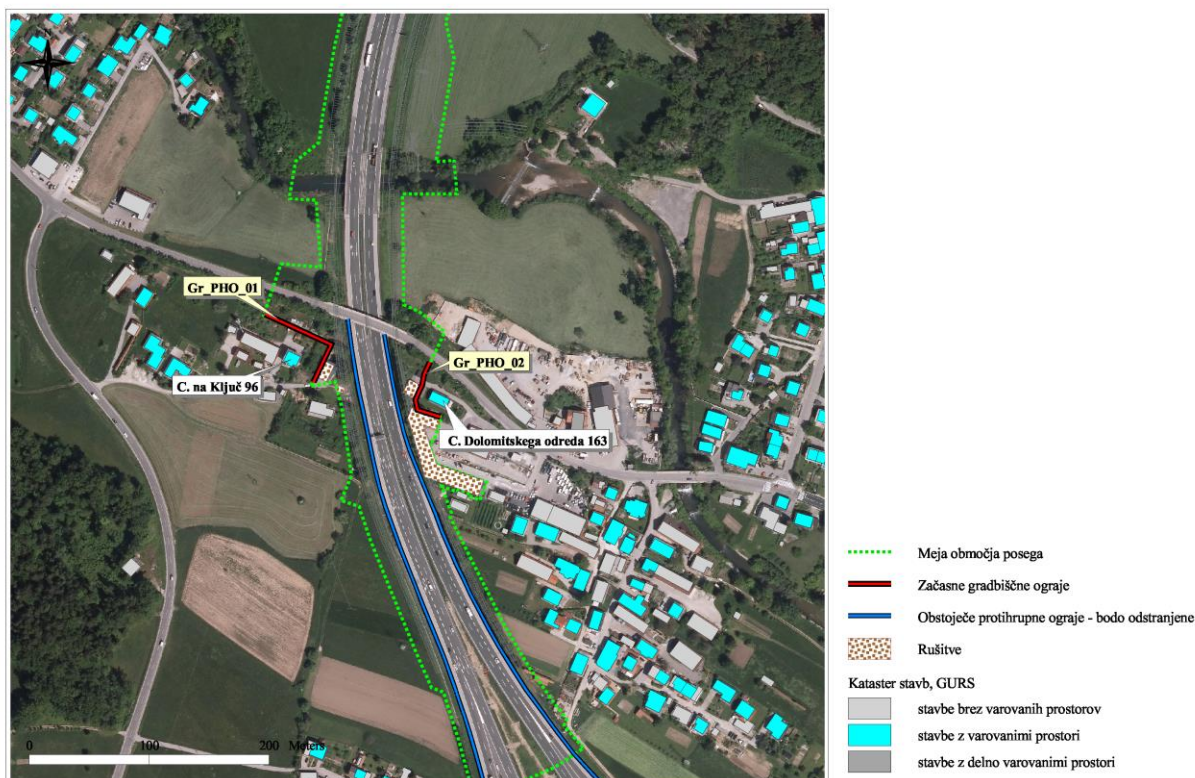 Gr_PHO_01
Gr_PHO_02
C. na Ključ 96
C. Dolomitskega odreda 163
0 100 200 Meters
Meja območja posega
Začasne gradbiščne ograje
Obstoječe protihrupne ograje - bodo odstranjene
Rušitve
Kataster stavb, GURS
stavbe brez varovanih prostorov
stavbe z varovanimi prostori
stavbe z delno varovanimi prostori